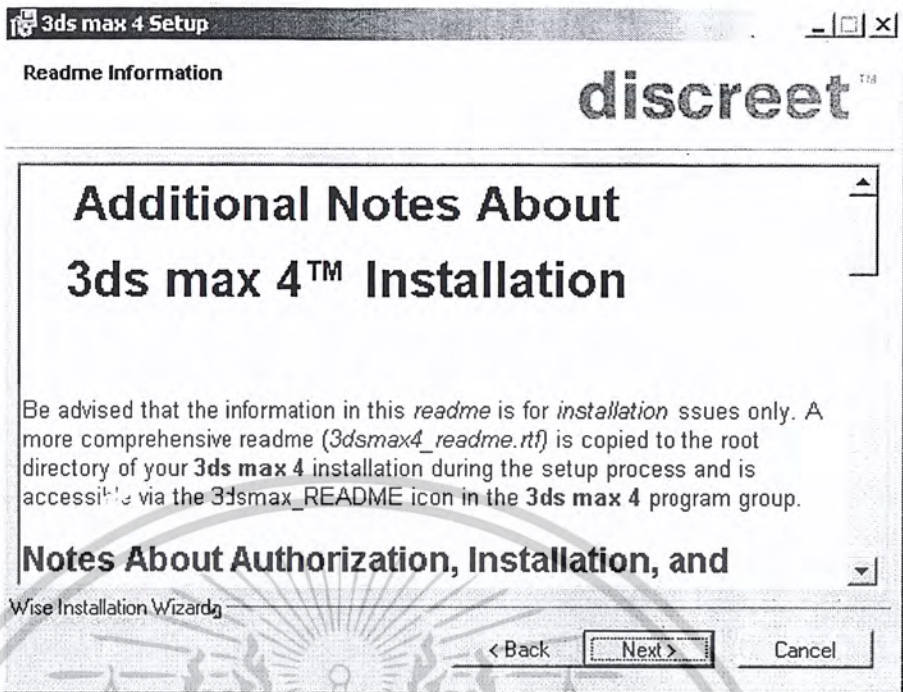 3ds max 4 Setup
Readme Information
discreet™
Additional Notes About
3ds max 4™ Installation
Be advised that the information in this readme is for installation ssues only. A
more comprehensive readme (3dsmax4_readme.rtf) is copied to the root
directory of your 3ds max 4 installation during the setup process and is
accessible via the 3dsmax_README icon in the 3ds max 4 program group.
Notes About Authorization, Installation, and
Wise Installation Wizard
< Back
Next >
Cancel